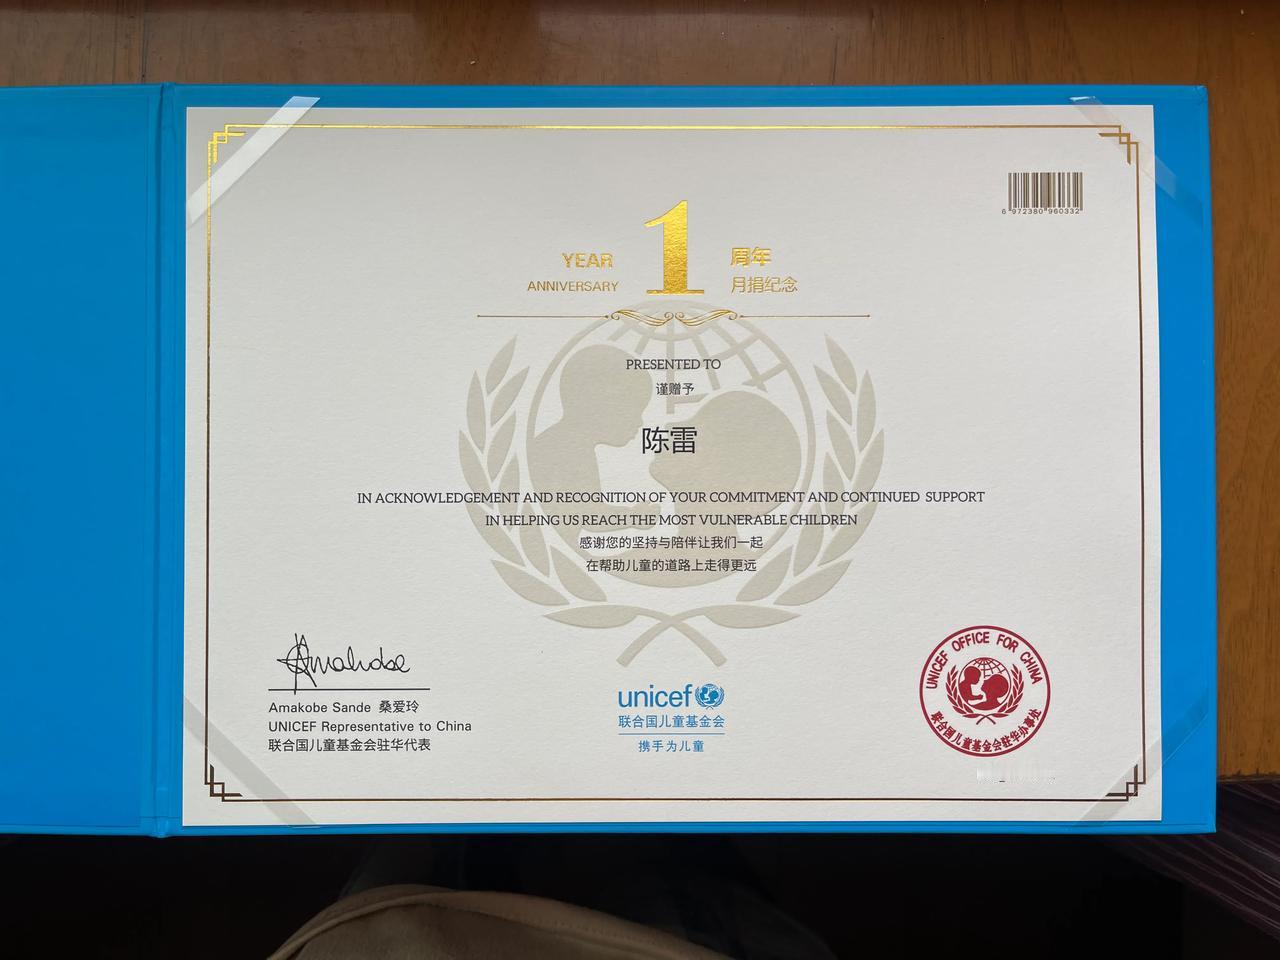 6 972380 960332
YEAR 1 周年
ANNIVERSARY 月捐纪念
PRESENTED TO
谨赠予
陈雷
IN ACKNOWLEDGEMENT AND RECOGNITION OF YOUR COMMITMENT AND CONTINUED SUPPORT
IN HELPING US REACH THE MOST VULNERABLE CHILDREN
感谢您的坚持与陪伴让我们一起
在帮助儿童的道路上走得更远
Amakobe
Amakobe Sande 桑爱玲
UNICEF Representative to China
联合国儿童基金会驻华代表
unicef
联合国儿童基金会
携手为儿童
UNICEF OFFICE FOR CHINA
联合国儿童基金会驻华办事处